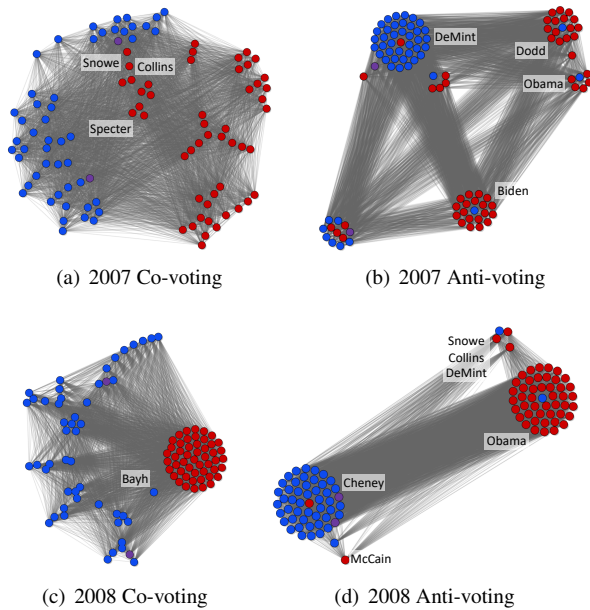 Snowe
Collins
Specter
DeMint
Dodd
Obama
Biden
(a) 2007 Co-voting
(b) 2007 Anti-voting
Bayh
Snowe
Collins
DeMint
Obama
Cheney
McCain
(c) 2008 Co-voting
(d) 2008 Anti-voting